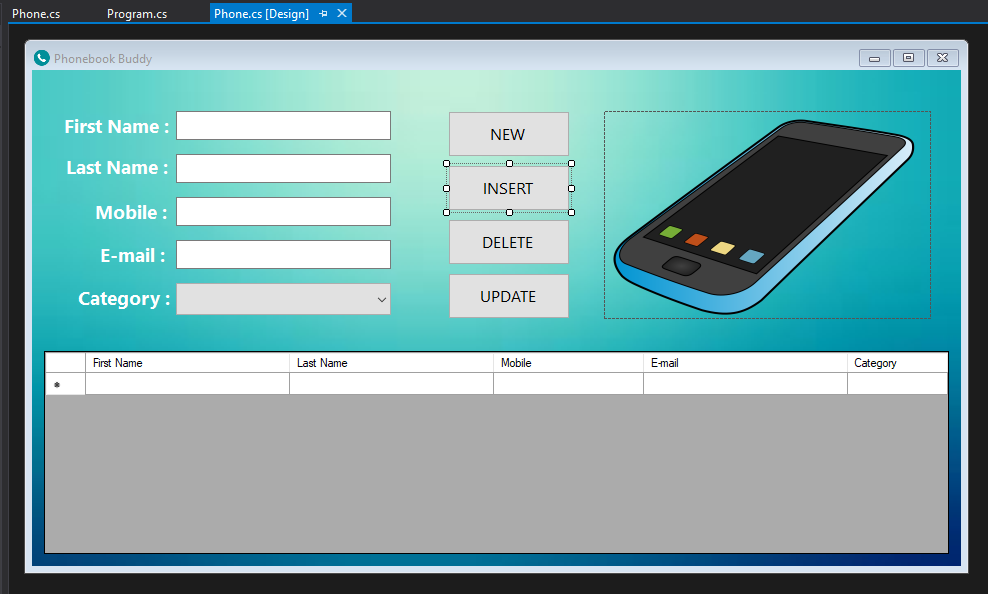 Phone.cs Program.cs Phone.cs [Design]
Phonebook Buddy
First Name :
Last Name :
Mobile :
E-mail :
Category :
NEW
INSERT
DELETE
UPDATE
First Name Last Name Mobile E-mail Category